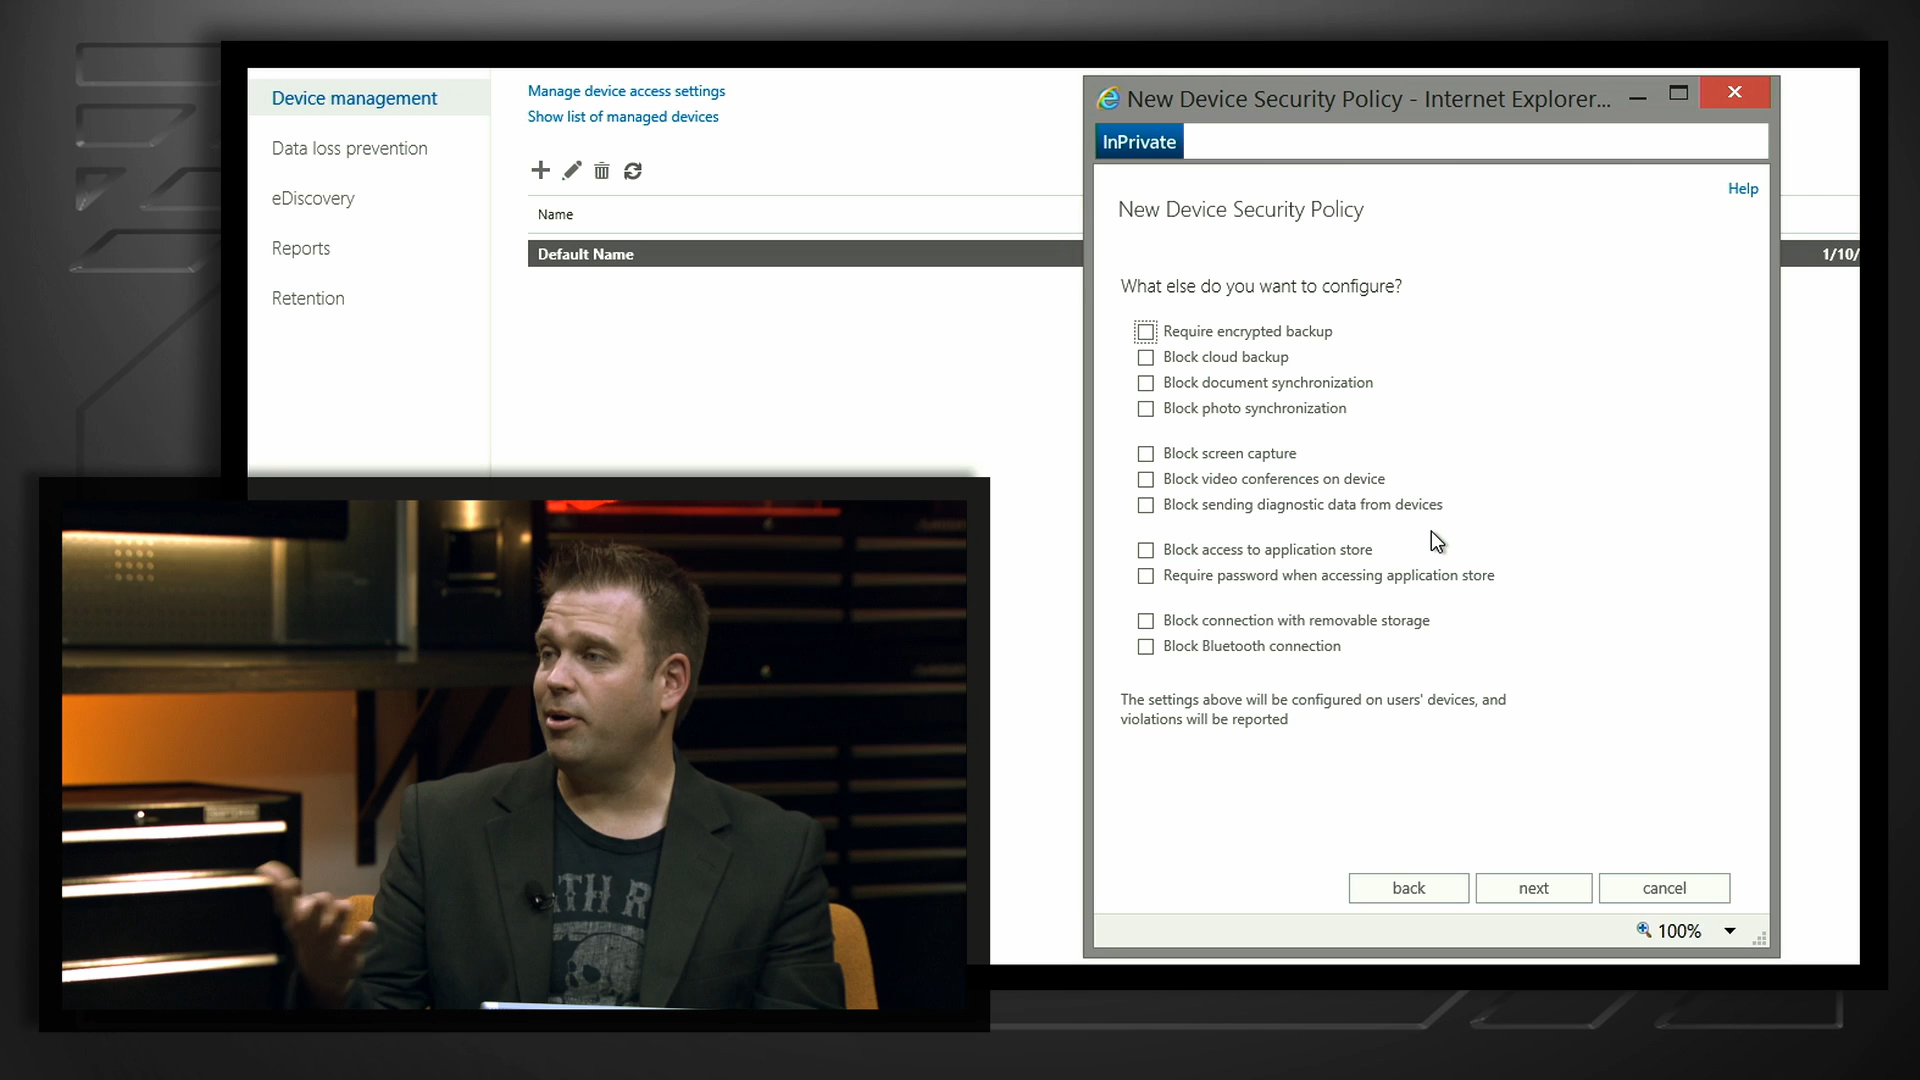 Device management
Data loss prevention
eDiscovery
Reports
Retention
Manage device access settings
Show list of managed devices
Name
Default Name
1/10/
New Device Security Policy - Internet Explorer...
InPrivate
Help
New Device Security Policy
What else do you want to configure?
Require encrypted backup
Block cloud backup
Block document synchronization
Block photo synchronization
Block screen capture
Block video conferences on device
Block sending diagnostic data from devices
Block access to application store
Require password when accessing application store
Block connection with removable storage
Block Bluetooth connection
The settings above will be configured on users' devices, and
violations will be reported
back
next
cancel
100%